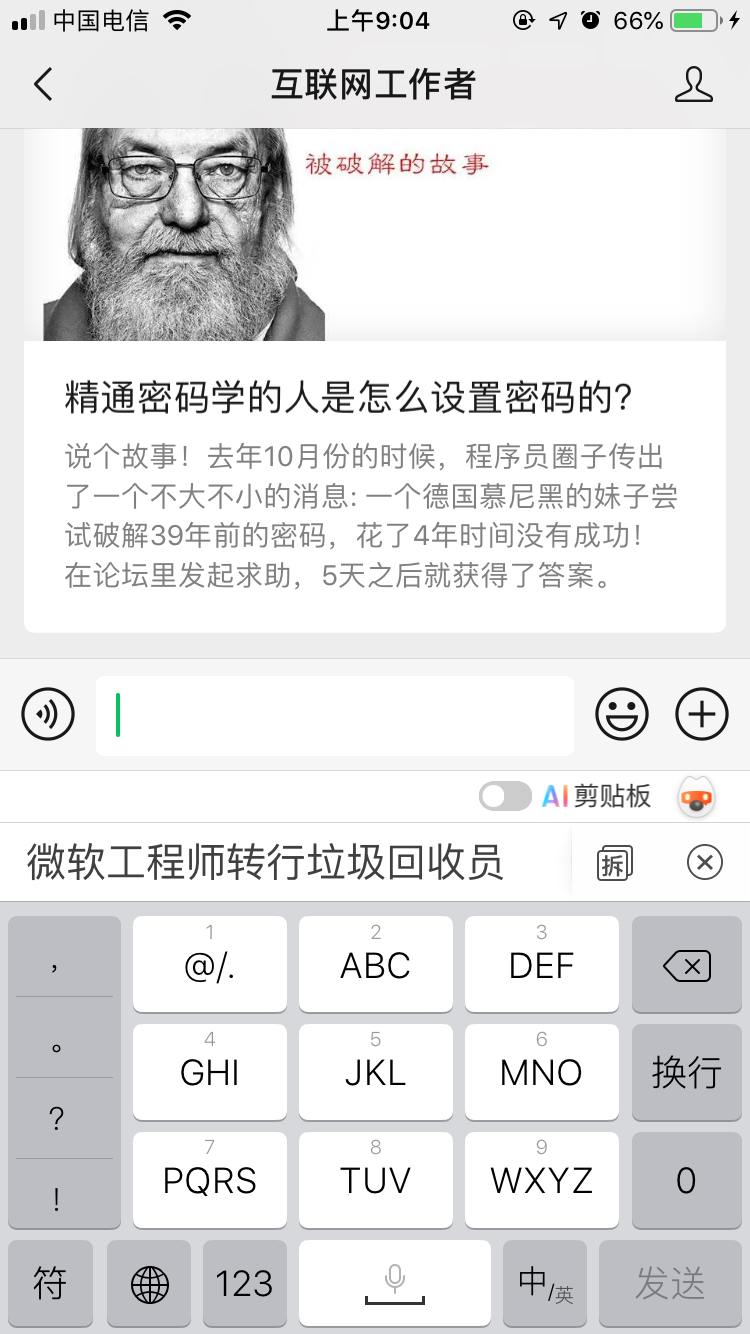 中国电信 上午9:04 66%
互联网工作者
被破解的故事
精通密码学的人是怎么设置密码的?
说个故事！去年10月份的时候，程序员圈子传出
了一个不大不小的消息: 一个德国慕尼黑的妹子尝
试破解39年前的密码，花了4年时间没有成功！
在论坛里发起求助，5天之后就获得了答案。
AI剪贴板
微软工程师转行垃圾回收员 拆
， 1 2 3
@/. ABC DEF
。 4 5 6
GHI JKL MNO 换行
？ 7 8 9
PQRS TUV WXYZ 0
！
符 123 中/英 发送